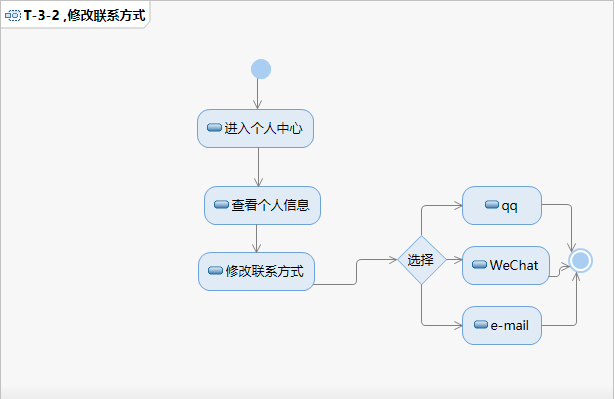 T-3-2 ,修改联系方式
进入个人中心
查看个人信息
修改联系方式
选择
qq
WeChat
e-mail